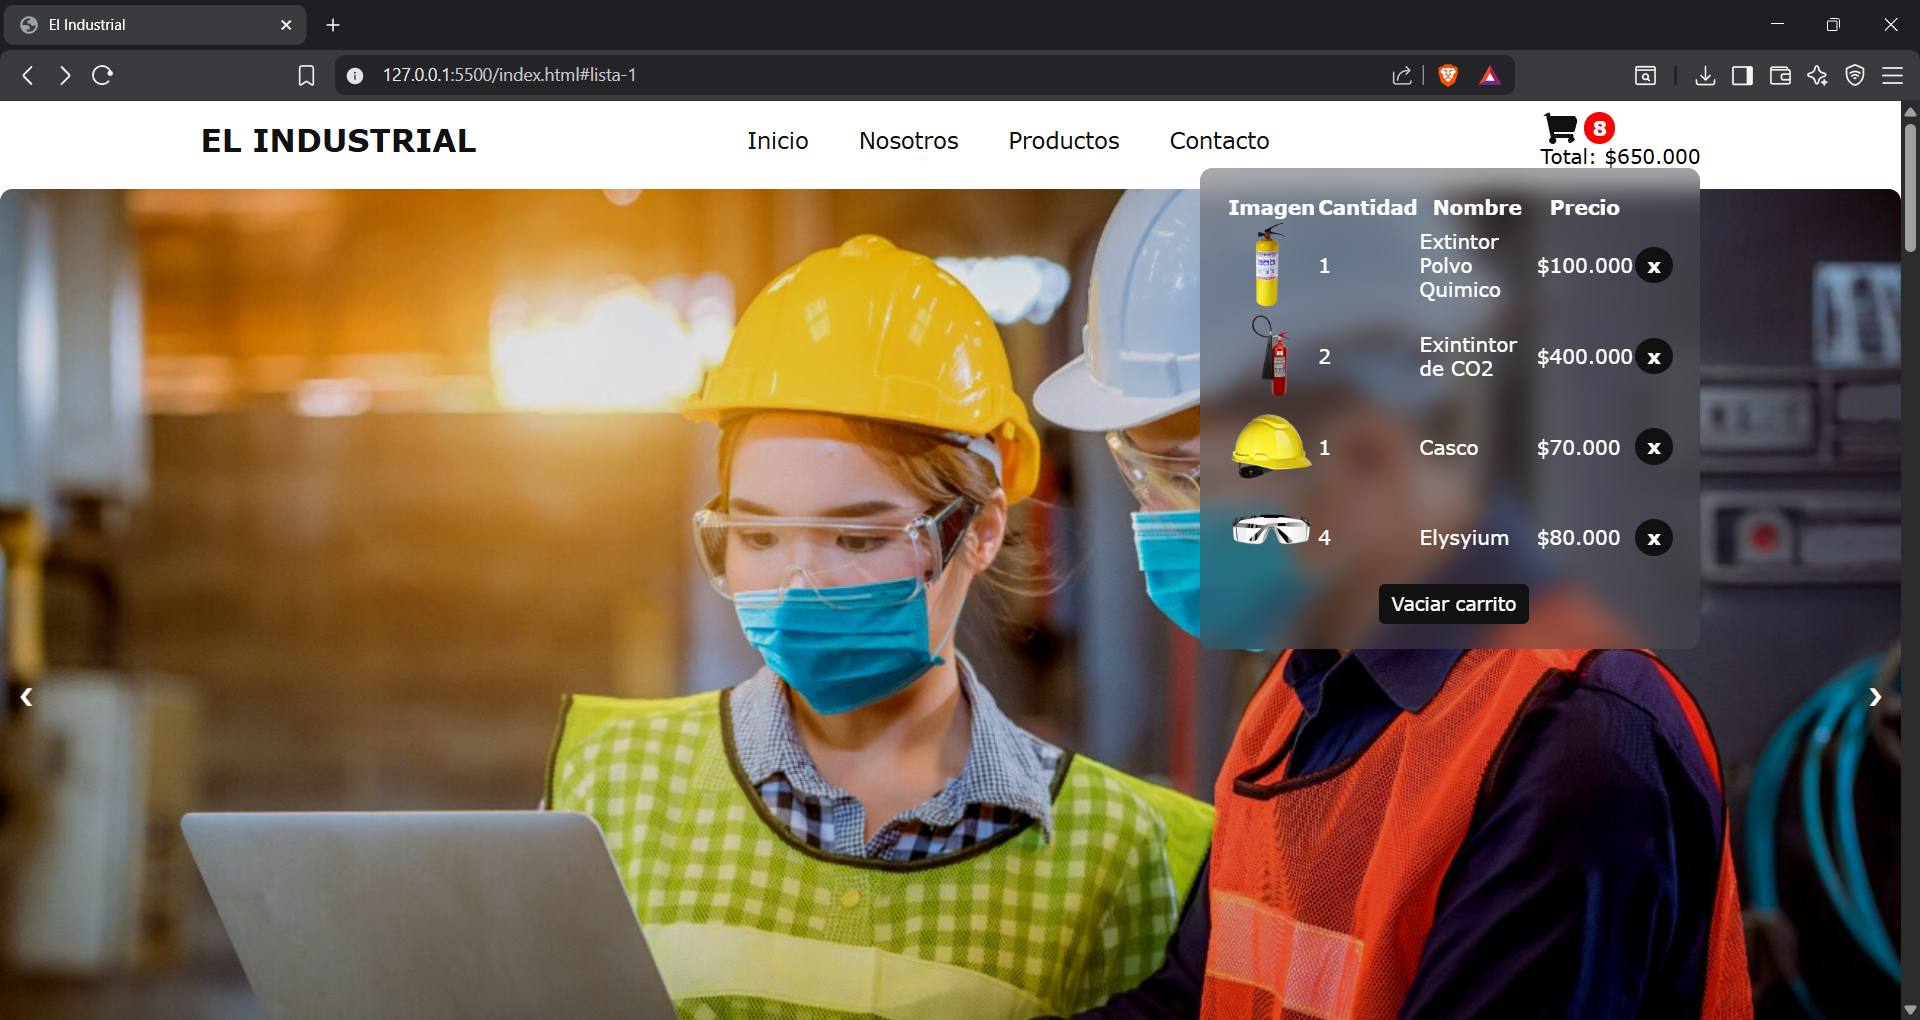 El Industrial
127.0.0.1:5500/index.html#lista-1
EL INDUSTRIAL
Inicio
Nosotros
Productos
Contacto
8
Total: $650.000
Imagen Cantidad Nombre Precio
1
Extintor
Polvo
Quimico
$100.000 x
2
Exintintor
de CO2
$400.000 x
1 Casco $70.000 x
4 Elysyium $80.000 x
Vaciar carrito